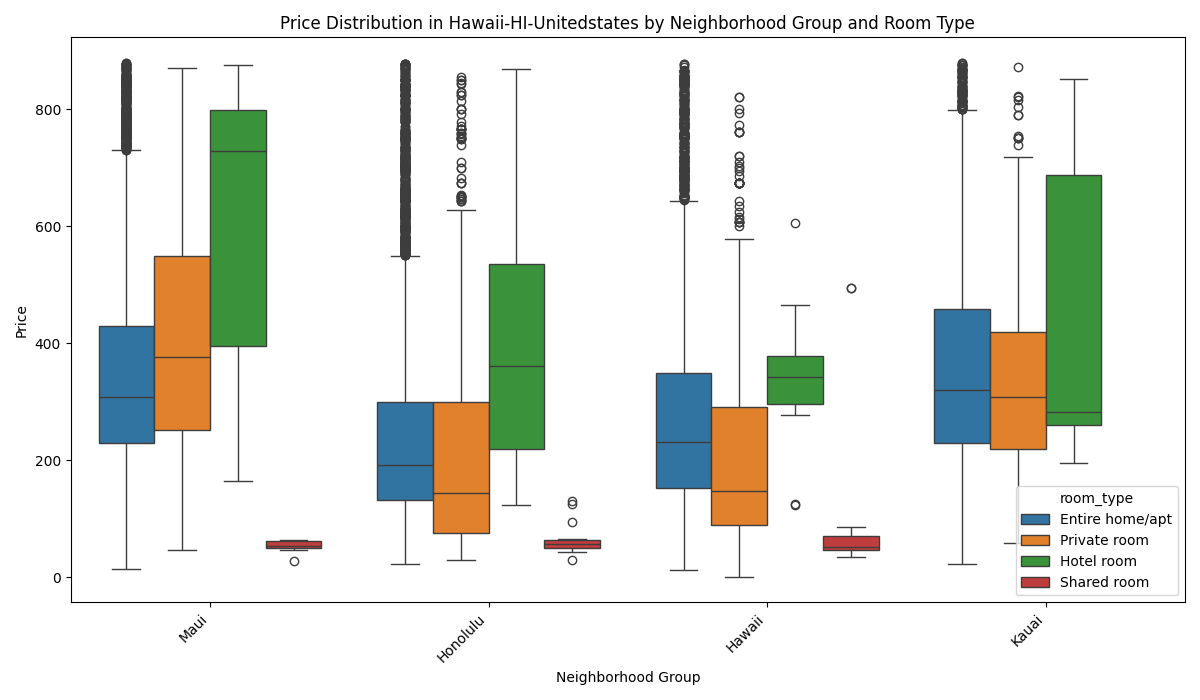 Price Distribution in Hawaii-HI-Unitedstates by Neighborhood Group and Room Type
Price
800
600
400
200
0
room_type
Entire home/apt
Private room
Hotel room
Shared room
Maui
Honolulu
Hawaii
Kauai
Neighborhood Group